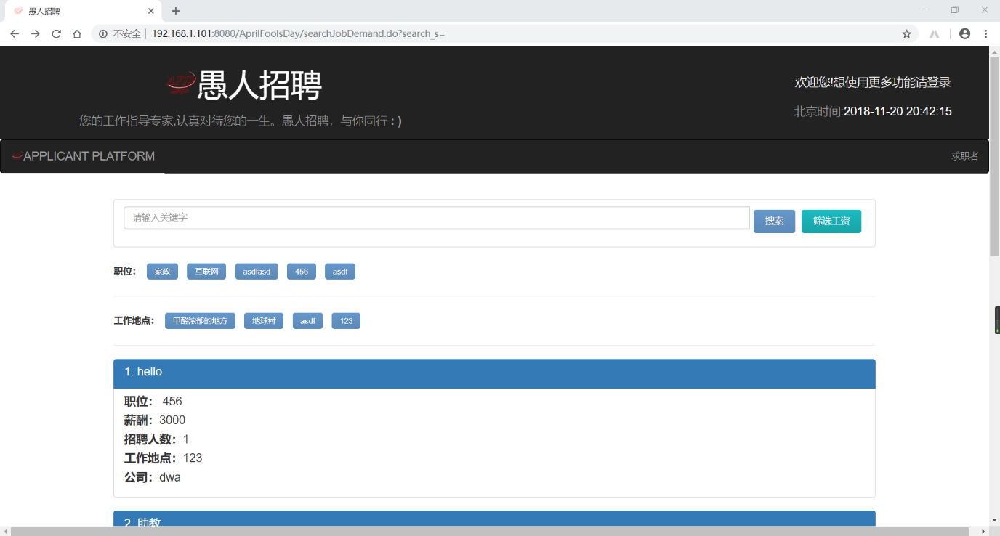 愚人招聘
不安全 | 192.168.1.101:8080/AprilFoolsDay/searchJobDemand.do?search_s=
愚人招聘
欢迎您!想使用更多功能请登录
您的工作指导专家,认真对待您的一生。愚人招聘，与你同行 : )
北京时间:2018-11-20 20:42:15
APPLICANT PLATFORM
求职者
请输入关键字
搜索
筛选工资
职位： 家政 互联网 asdfasd 456 asdf
工作地点： 甲醛浓郁的地方 地球村 asdf 123
1. hello
职位： 456
薪酬：3000
招聘人数：1
工作地点：123
公司：dwa
2. 助教